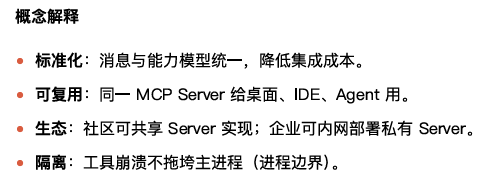 概念解释
标准化：消息与能力模型统一，降低集成成本。
可复用：同一 MCP Server 给桌面、IDE、Agent 用。
生态：社区可共享 Server 实现；企业可内网部署私有 Server。
隔离：工具崩溃不拖垮主进程（进程边界）。